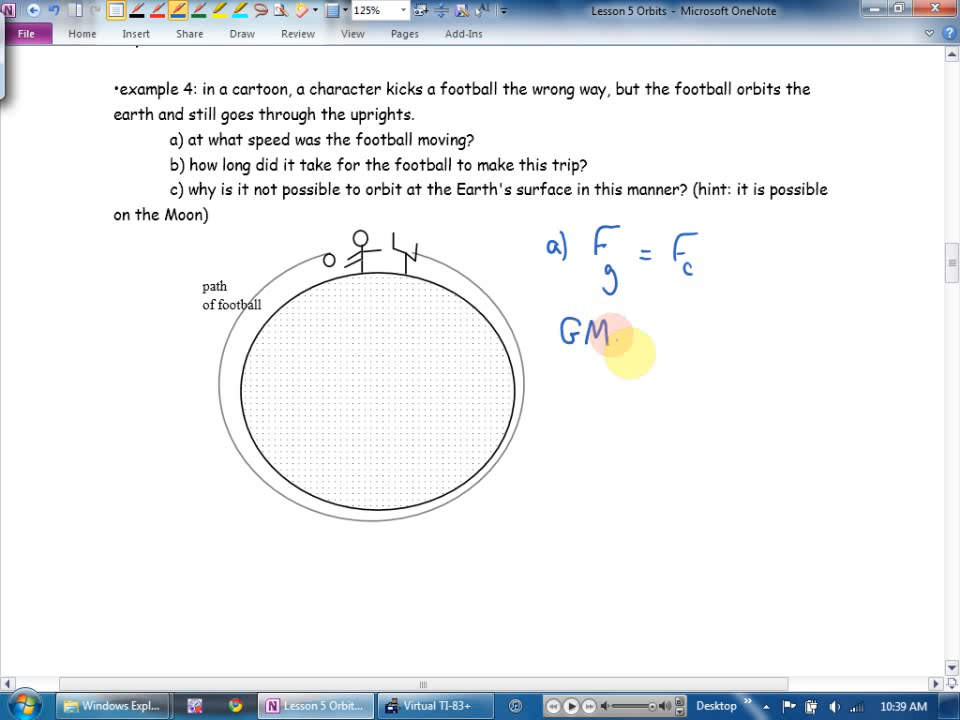 125%
Lesson 5 Orbits - Microsoft OneNote
File Home Insert Share Draw Review View Pages Add-Ins
•example 4: in a cartoon, a character kicks a football the wrong way, but the football orbits the
earth and still goes through the uprights.
a) at what speed was the football moving?
b) how long did it take for the football to make this trip?
c) why is it not possible to orbit at the Earth's surface in this manner? (hint: it is possible
on the Moon)
a) Fg = Fc
path
of football
GM
Windows Expl... Lesson 5 Orbit... Virtual TI-83+ Desktop 10:39 AM